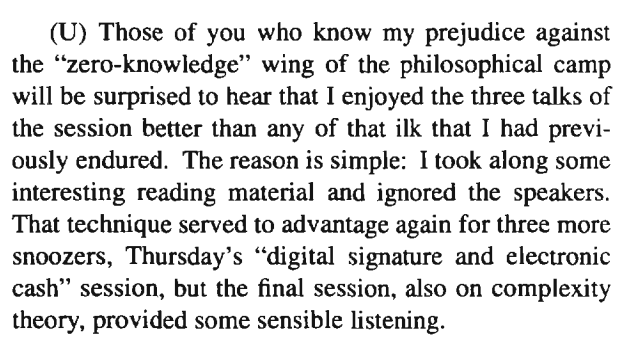 (U) Those of you who know my prejudice against
the “zero-knowledge” wing of the philosophical camp
will be surprised to hear that I enjoyed the three talks of
the session better than any of that ilk that I had previ-
ously endured. The reason is simple: I took along some
interesting reading material and ignored the speakers.
That technique served to advantage again for three more
snoozers, Thursday’s “digital signature and electronic
cash” session, but the final session, also on complexity
theory, provided some sensible listening.